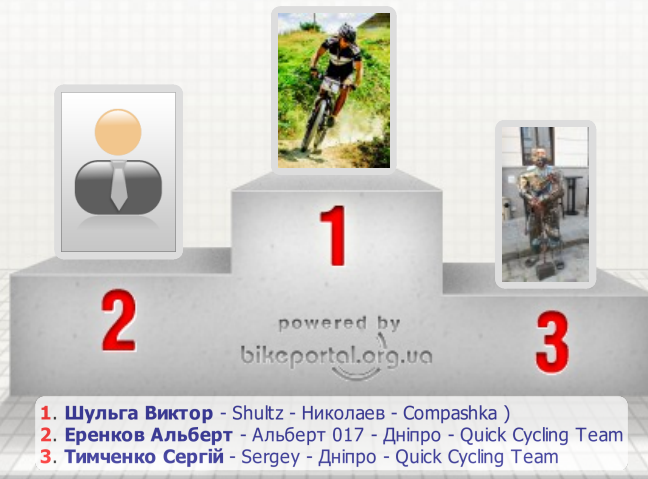 1
2
3
powered by
bikeportal.org.ua
1. Шульга Виктор - Shultz - Николаев - Compashka )
2. Еренков Альберт - Альберт 017 - Дніпро - Quick Cycling Team
3. Тимченко Сергій - Sergey - Дніпро - Quick Cycling Team